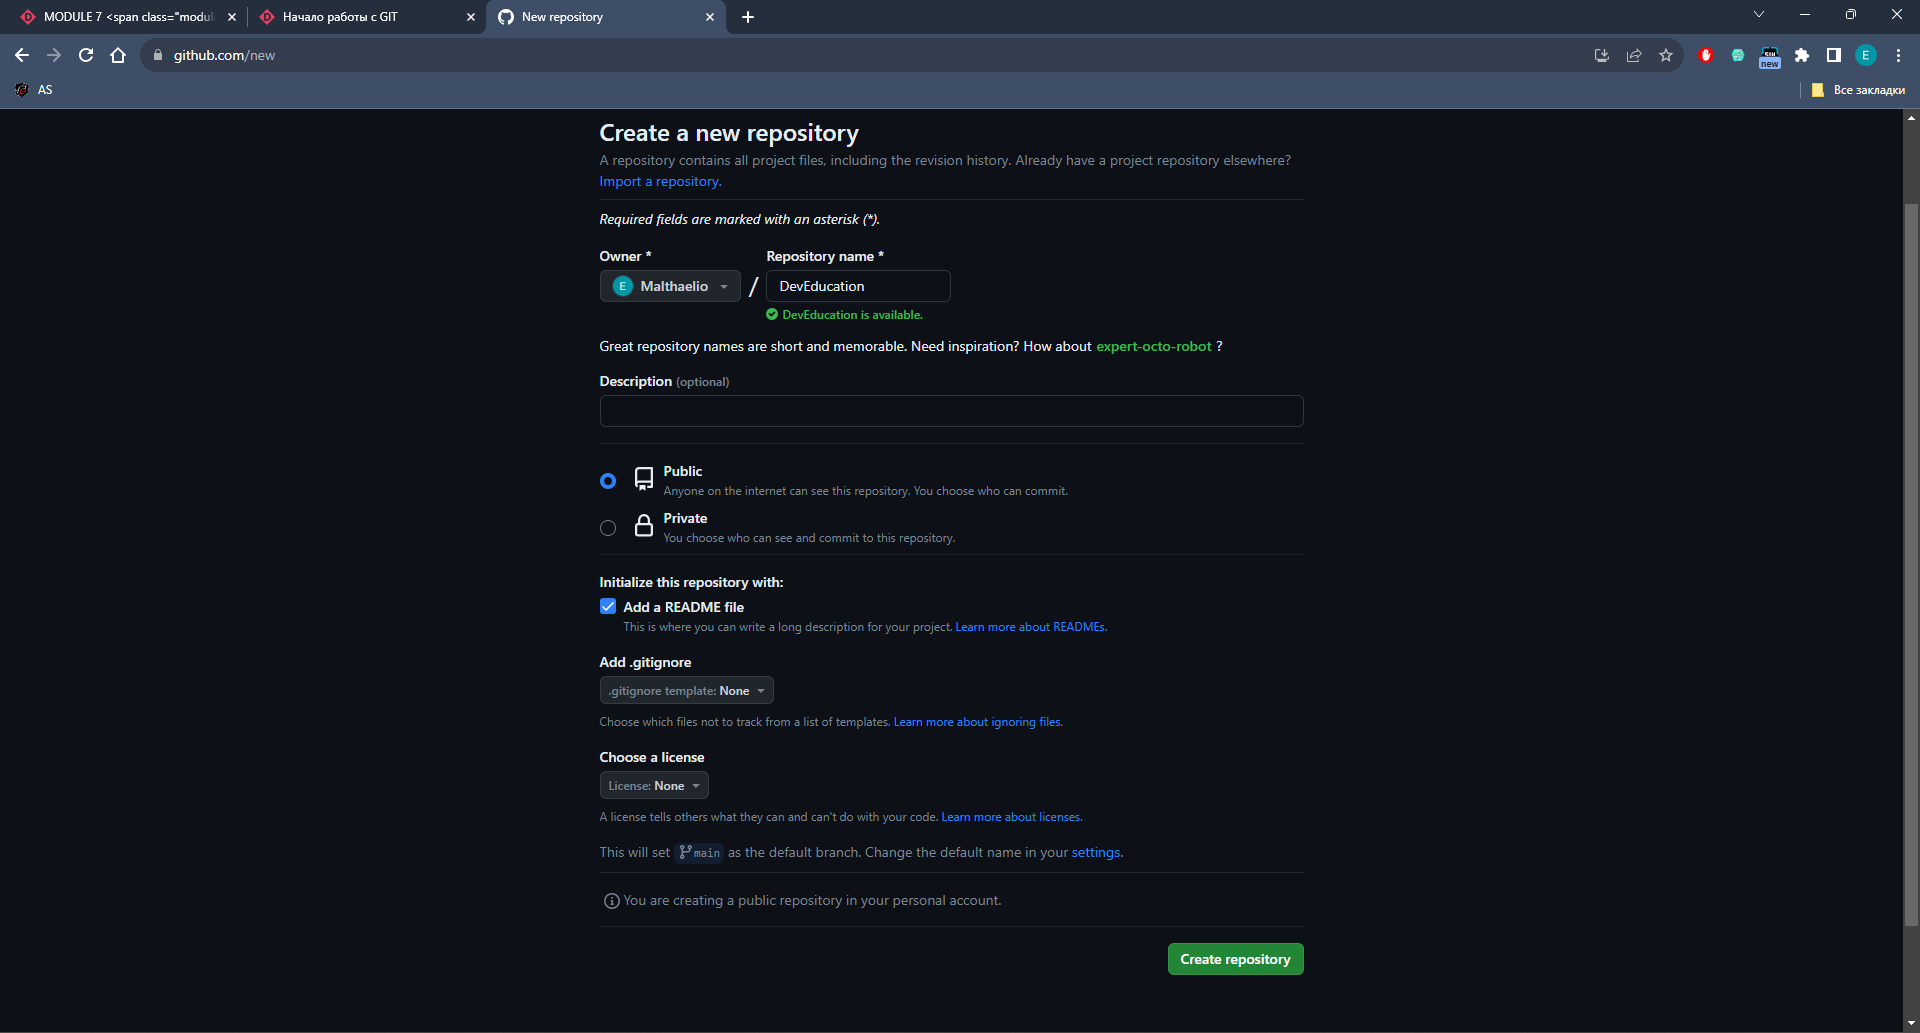 MODULE 7 <span class="modul
Начало работы с GIT
New repository
github.com/new
new
E
AS
Все закладки
Create a new repository
A repository contains all project files, including the revision history. Already have a project repository elsewhere?
Import a repository.
Required fields are marked with an asterisk (*).
Owner *
Repository name *
E Malthaelio
/
DevEducation
DevEducation is available.
Great repository names are short and memorable. Need inspiration? How about expert-octo-robot ?
Description (optional)
Public
Anyone on the internet can see this repository. You choose who can commit.
Private
You choose who can see and commit to this repository.
Initialize this repository with:
Add a README file
This is where you can write a long description for your project. Learn more about READMEs.
Add .gitignore
.gitignore template: None
Choose which files not to track from a list of templates. Learn more about ignoring files.
Choose a license
License: None
A license tells others what they can and can't do with your code. Learn more about licenses.
This will set main as the default branch. Change the default name in your settings.
You are creating a public repository in your personal account.
Create repository